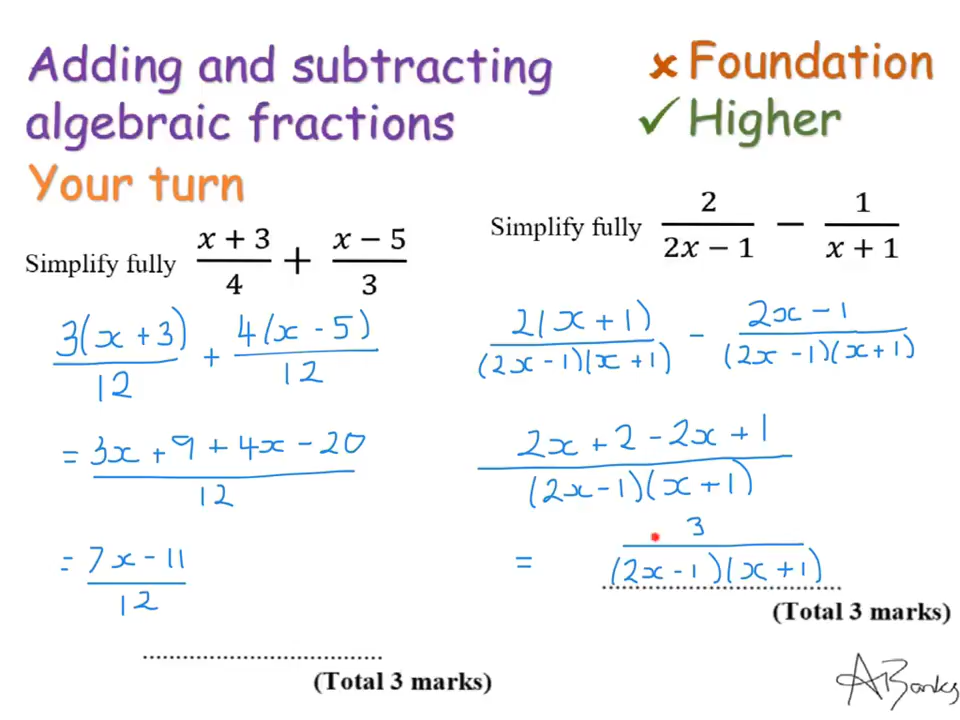 Adding and subtracting
algebraic fractions
Your turn
✗ Foundation
✓ Higher
Simplify fully (x + 3)/4 + (x − 5)/3
3(x + 3)/12 + 4(x - 5)/12
= (3x + 9 + 4x - 20)/12
= (7x - 11)/12
(Total 3 marks)
Simplify fully 2/(2x − 1) − 1/(x + 1)
2(x + 1)/(2x - 1)(x + 1) - (2x - 1)/(2x - 1)(x + 1)
(2x + 2 - 2x + 1)/(2x - 1)(x + 1)
= 3/(2x - 1)(x + 1)
(Total 3 marks)
ABanks